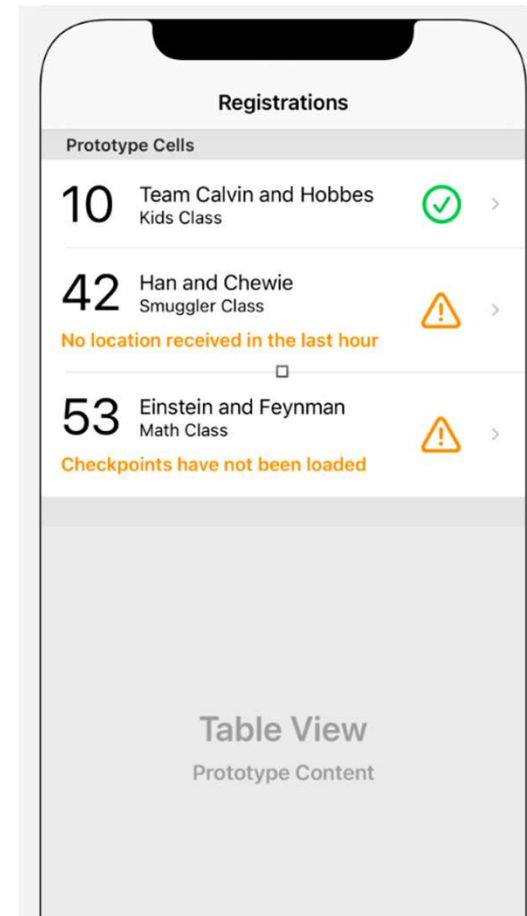 Registrations
Prototype Cells
10 Team Calvin and Hobbes
Kids Class
42 Han and Chewie
Smuggler Class
No location received in the last hour
53 Einstein and Feynman
Math Class
Checkpoints have not been loaded
Table View
Prototype Content